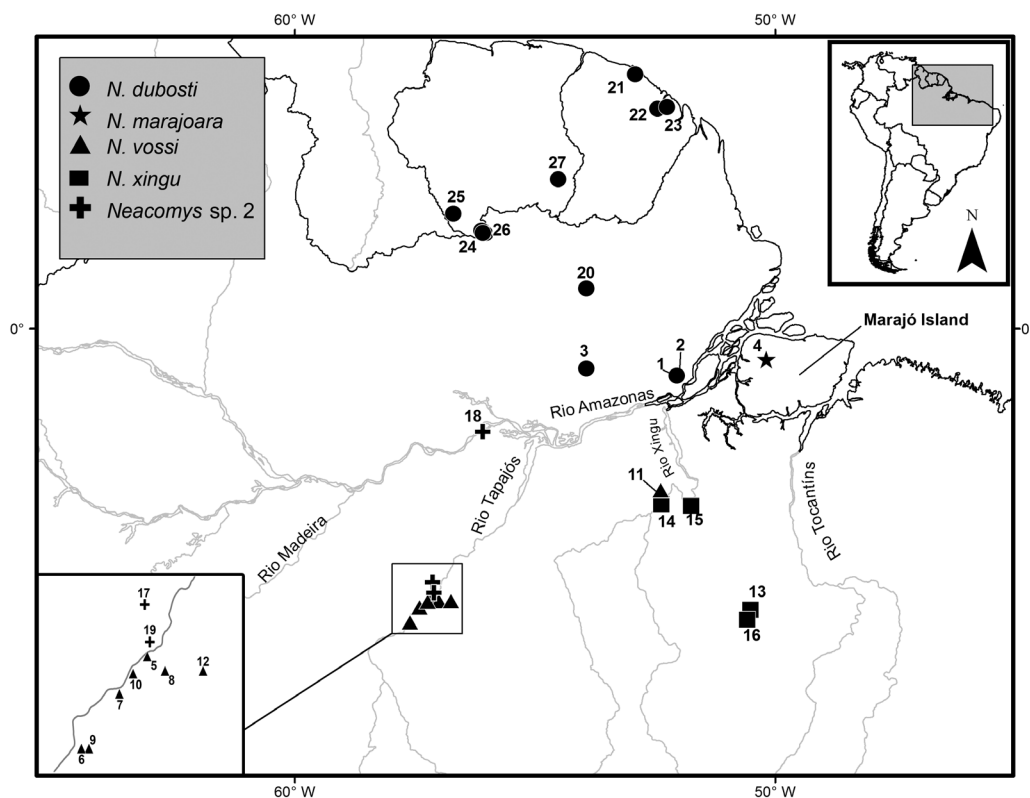 60° W
50° W
N. dubosti
N. marajoara
N. vossi
N. xingu
Neacomys sp. 2
N
21
22
23
27
25
24
26
20
0°
0
Marajó Island
3
1
2
4
Rio Amazonas
18
Rio Xingu
11
14
15
Rio Tapajós
Rio Madeira
Rio Tocantíns
13
16
17
19
5
8
12
10
7
9
6
60° W
50° W